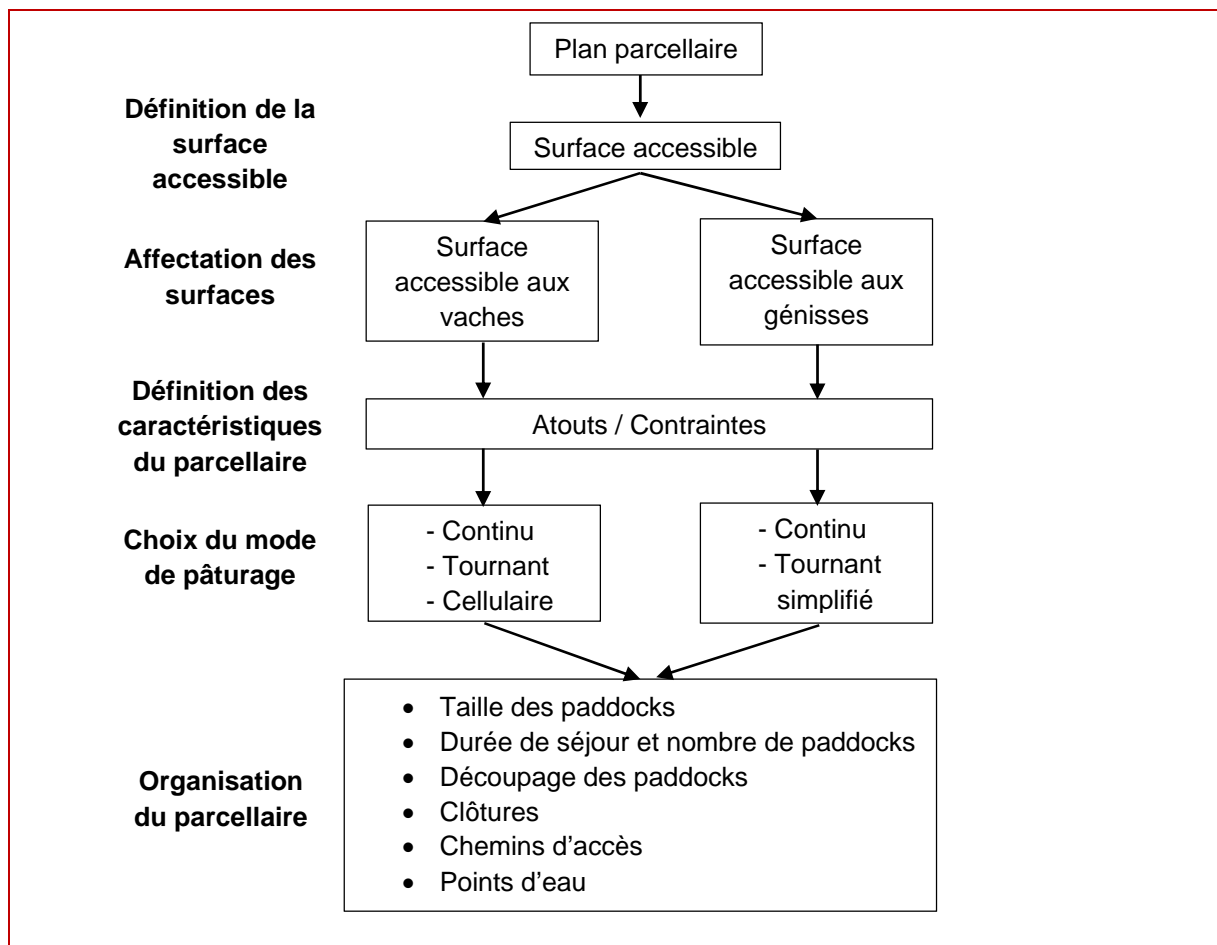 Plan parcellaire
Définition de la
surface
accessible
Surface accessible
Affectation des
surfaces
Surface
accessible aux
vaches
Surface
accessible aux
génisses
Définition des
caractéristiques
du parcellaire
Atouts / Contraintes
Choix du mode
de pâturage
- Continu
- Tournant
- Cellulaire
- Continu
- Tournant
simplifié
Organisation
du parcellaire
• Taille des paddocks
• Durée de séjour et nombre de paddocks
• Découpage des paddocks
• Clôtures
• Chemins d'accès
• Points d'eau